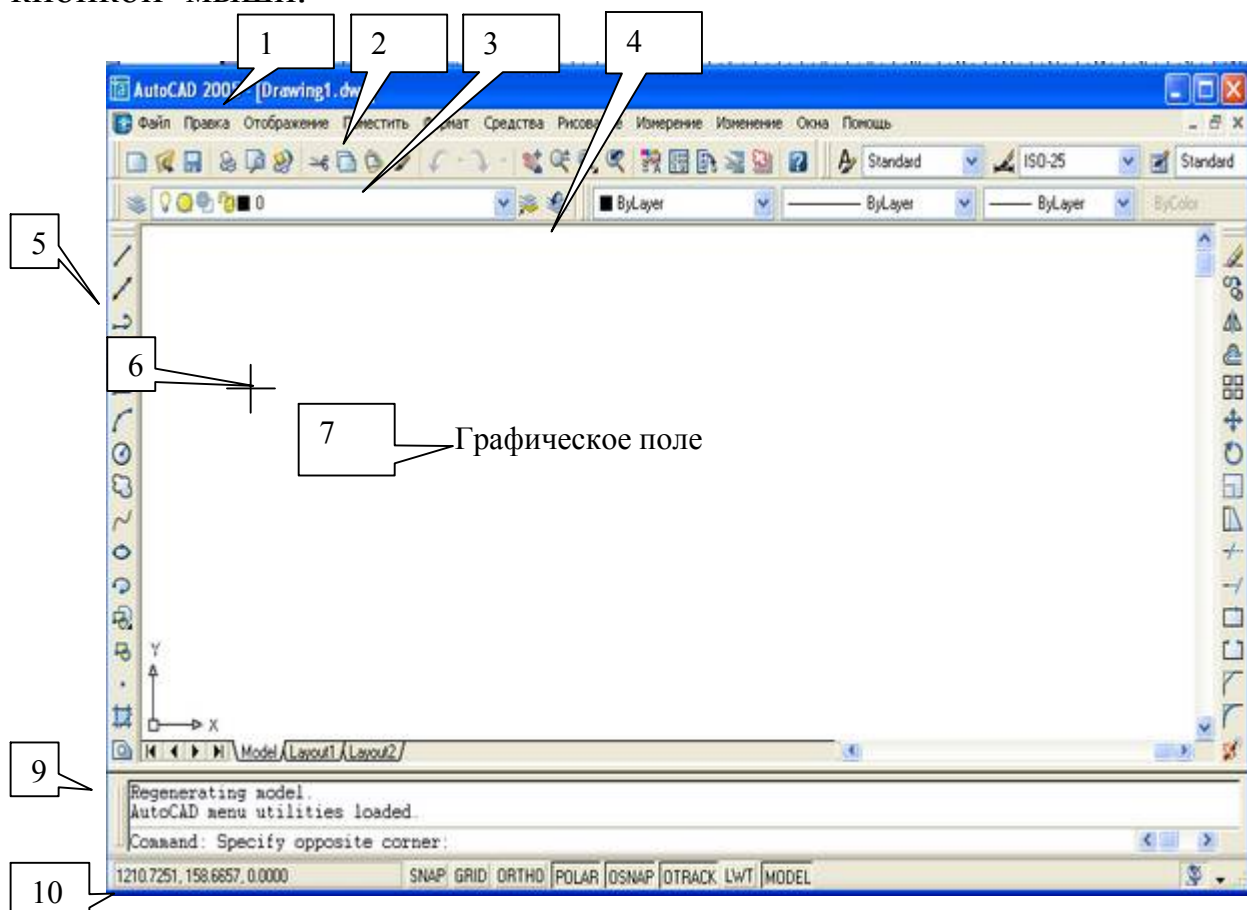 кнопкой мыши.
1 2 3 4
AutoCAD 2005 - [Drawing1.dwg]
Файл Правка Отображение Поместить Формат Средства Рисование Измерение Изменение Окна Помощь
Standard ISO-25 Standard
0 ByLayer ByLayer ByLayer ByColor
5
6
7 Графическое поле
Y
X
Model Layout1 Layout2
9
Regenerating model.
AutoCAD menu utilities loaded.
Command: Specify opposite corner:
1210.7251, 158.6657, 0.0000 SNAP GRID ORTHO POLAR OSNAP OTRACK LWT MODEL
10